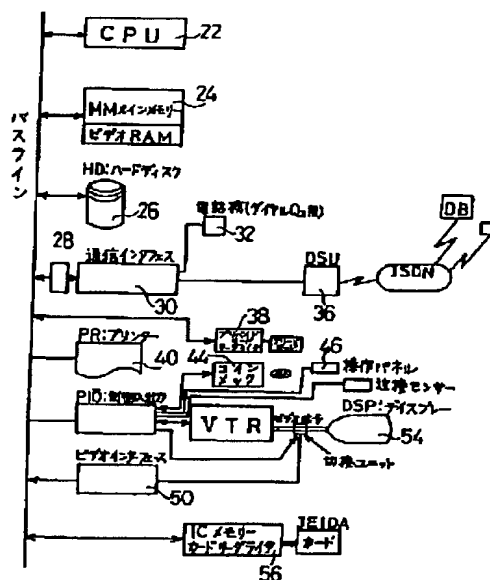 CPU
22
バスライン
MMメインメモリー
24
ビデオRAM
HD:ハードディスク
26
電話機(ダイヤルQ₂用)
32
28
通信インタフェス
30
DSU
36
ISDN
DB
38
PR:プリンター
40
44
コイン
メック
46
操作パネル
近接センサー
PIO:制御入出力
VTR
DSP:ディスプレー
54
切換ユニット
ビデオインタフェース
50
ICメモリー
カードリーダライタ
56
JEIDA
カード